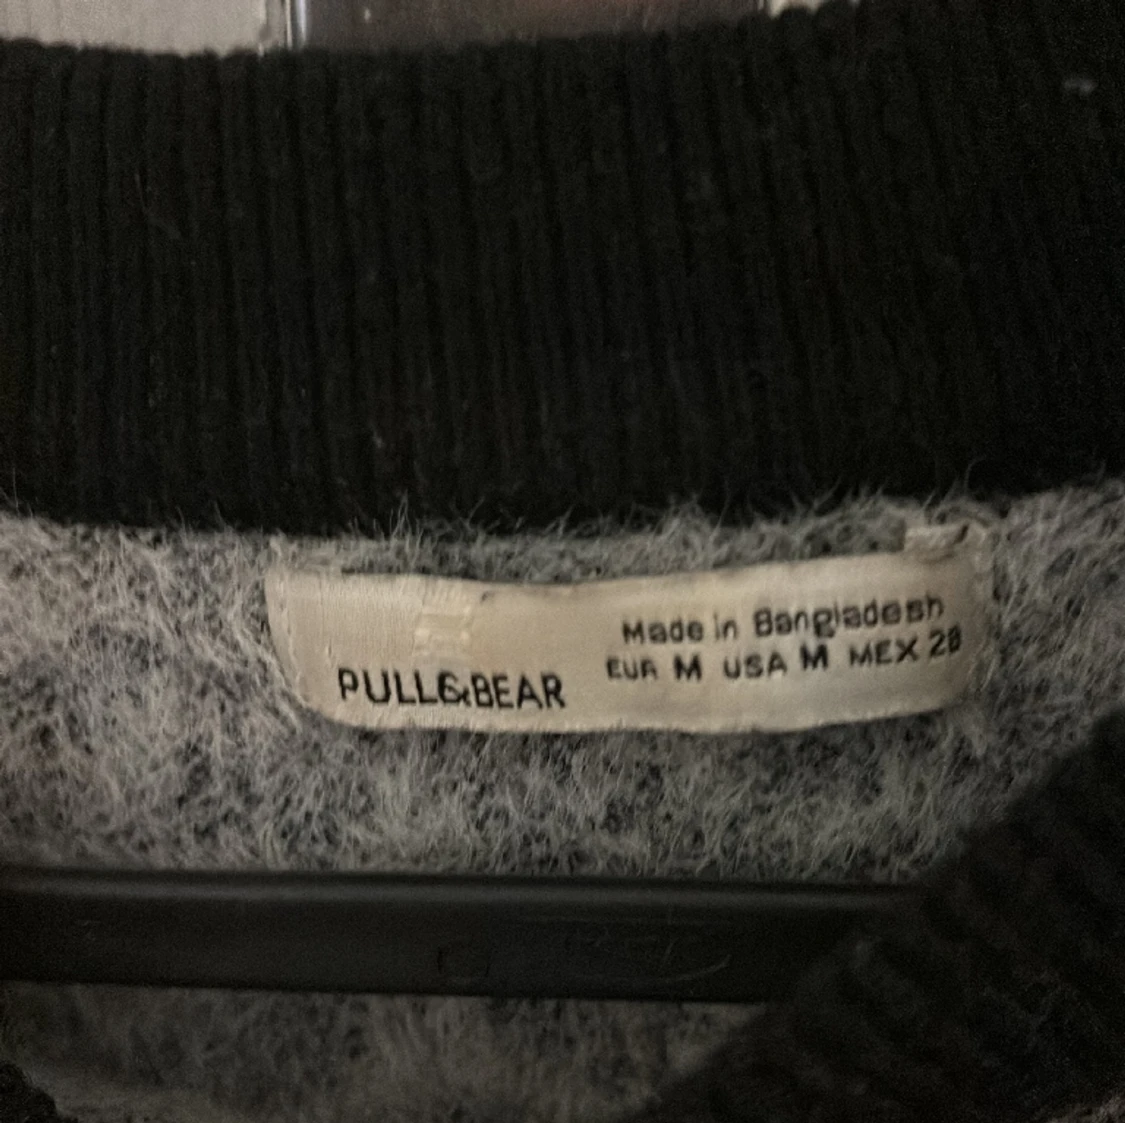 PULL&BEAR
Made in Bangladesh
EUR M USA M MEX 28